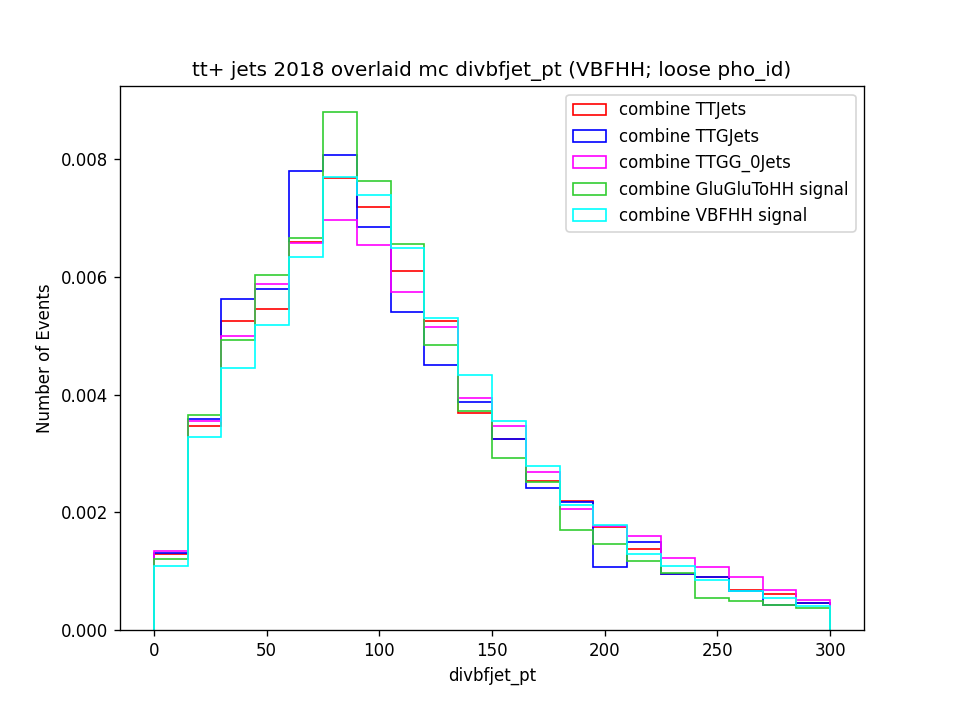 tt+ jets 2018 overlaid mc divbfjet_pt (VBFHH; loose pho_id)
combine TTJets
combine TTGJets
combine TTGG_0Jets
combine GluGluToHH signal
combine VBFHH signal
Number of Events
0.008
0.006
0.004
0.002
0.000
0 50 100 150 200 250 300
divbfjet_pt